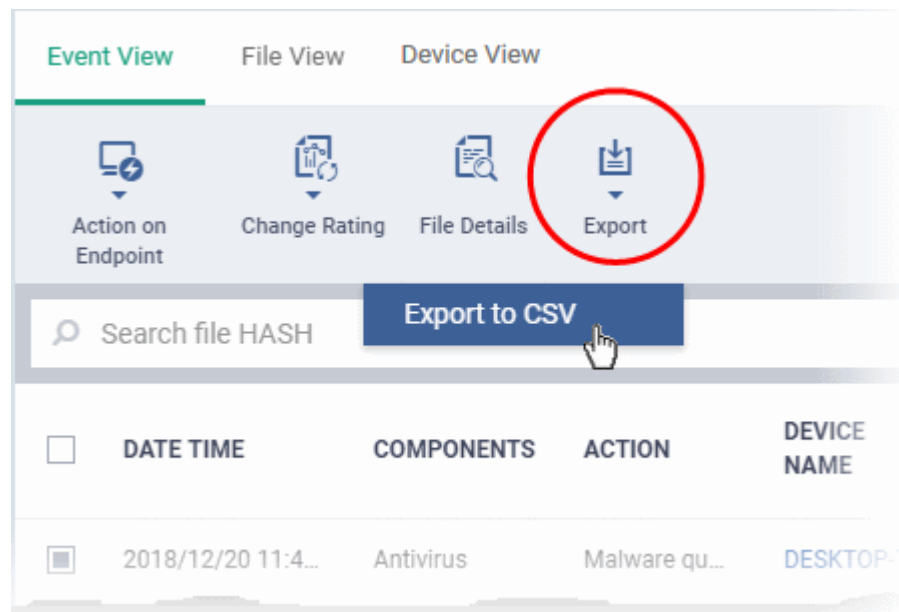 Event View File View Device View
Action on Endpoint
Change Rating
File Details
Export
Export to CSV
Search file HASH
DATE TIME COMPONENTS ACTION DEVICE NAME
2018/12/20 11:4... Antivirus Malware qu... DESKTOP-